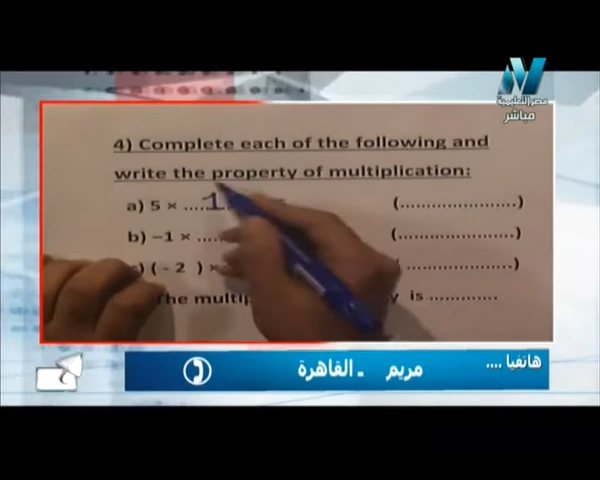 مصر التعليمية
مباشر
4) Complete each of the following and
write the property of multiplication:
a) 5 × ....1 (......................)
b) −1 × ..... (......................)
) ( - 2 ) × ......................)
The is ............
هاتفيا ....
مريم - القاهرة